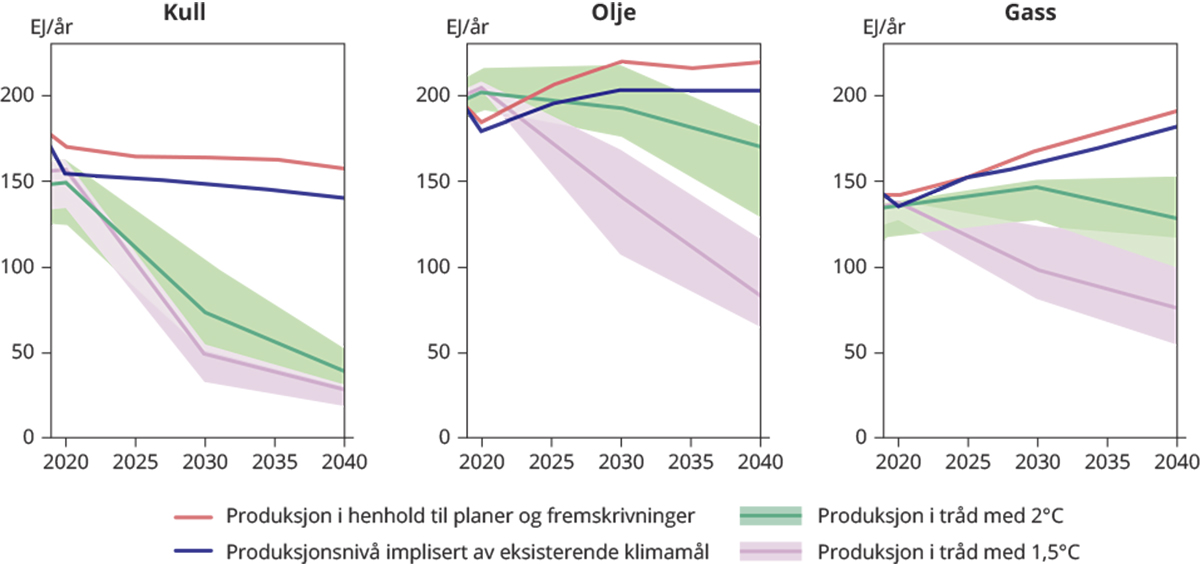 Kull
EJ/år
200
150
100
50
0
2020 2025 2030 2035 2040
Olje
EJ/år
200
150
100
50
0
2020 2025 2030 2035 2040
Gass
EJ/år
200
150
100
50
0
2020 2025 2030 2035 2040
Produksjon i henhold til planer og fremskrivninger
Produksjonsnivå implisert av eksisterende klimamål
Produksjon i tråd med 2°C
Produksjon i tråd med 1,5°C